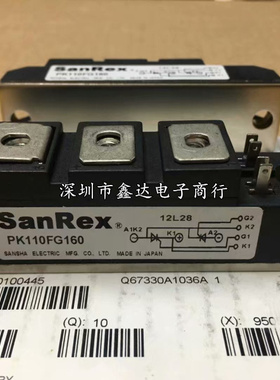 SanRex
12L28
PK110FG160
深圳市鑫达电子商行
SanRex®
12L28
G2
K2
G1
K1
A1K2
K1
PK110FG160
SANSHA ELECTRIC MFG. CO., LTD. MADE IN JAPAN
0100445
Q67330A1036A 1
(Q): 10
(X): 950